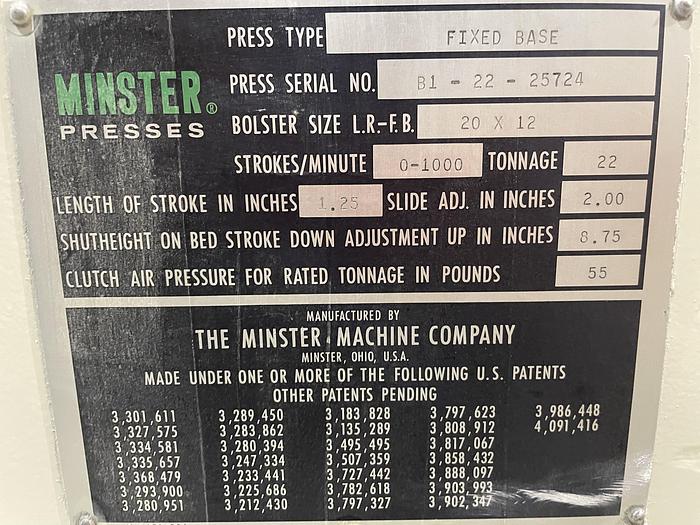 PRESS TYPE FIXED BASE
MINSTER®
PRESSES
PRESS SERIAL NO. B1 - 22 - 25724
BOLSTER SIZE L.R.-F.B. 20 X 12
STROKES/MINUTE 0-1000 TONNAGE 22
LENGTH OF STROKE IN INCHES 1.25 SLIDE ADJ. IN INCHES 2.00
SHUTHEIGHT ON BED STROKE DOWN ADJUSTMENT UP IN INCHES 8.75
CLUTCH AIR PRESSURE FOR RATED TONNAGE IN POUNDS 55
MANUFACTURED BY
THE MINSTER MACHINE COMPANY
MINSTER, OHIO, U.S.A.
MADE UNDER ONE OR MORE OF THE FOLLOWING U.S. PATENTS
OTHER PATENTS PENDING
3,301,611 3,289,450 3,183,828 3,797,623 3,986,448
3,327,575 3,283,862 3,135,289 3,808,912 4,091,416
3,334,581 3,280,394 3,495,495 3,817,067
3,335,657 3,247,334 3,507,359 3,858,432
3,368,479 3,233,441 3,727,442 3,888,097
3,293,900 3,225,686 3,782,618 3,903,993
3,280,951 3,212,430 3,797,327 3,902,347